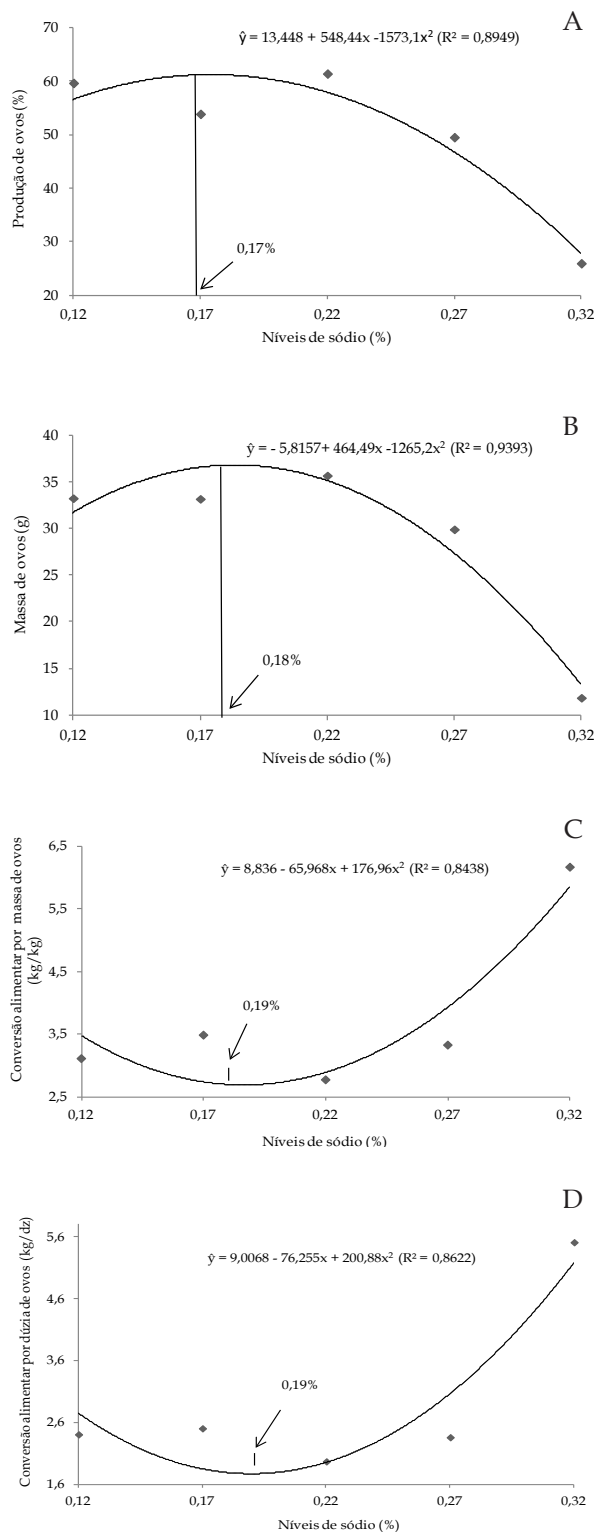 A
ŷ = 13,448 + 548,44x -1573,1x² (R² = 0,8949)
Produção de ovos (%)
70
60
50
40
30
20
0,17%
0,12 0,17 0,22 0,27 0,32
Níveis de sódio (%)
B
ŷ = - 5,8157+ 464,49x -1265,2x² (R² = 0,9393)
Massa de ovos (g)
40
35
30
25
20
15
10
0,18%
0,12 0,17 0,22 0,27 0,32
Níveis de sódio (%)
C
ŷ = 8,836 - 65,968x + 176,96x² (R² = 0,8438)
Conversão alimentar por massa de ovos
(kg/kg)
6,5
5,5
4,5
3,5
2,5
0,19%
0,12 0,17 0,22 0,27 0,32
Níveis de sódio (%)
D
ŷ = 9,0068 - 76,255x + 200,88x² (R² = 0,8622)
Conversão alimentar por dúzia de ovos (kg/dz)
5,6
4,6
3,6
2,6
1,6
0,19%
0,12 0,17 0,22 0,27 0,32
Níveis de sódio (%)